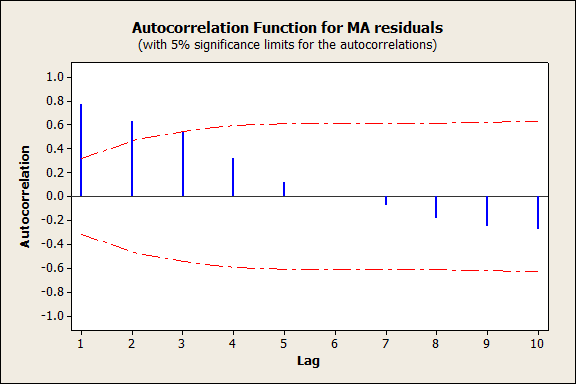 Autocorrelation Function for MA residuals
(with 5% significance limits for the autocorrelations)
Autocorrelation
1.0
0.8
0.6
0.4
0.2
0.0
-0.2
-0.4
-0.6
-0.8
-1.0
1 2 3 4 5 6 7 8 9 10
Lag